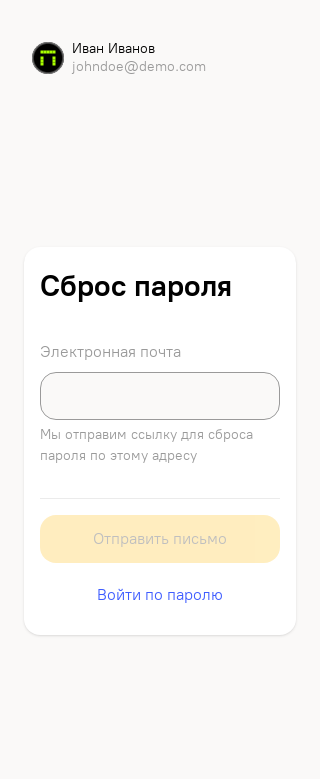 Иван Иванов
johndoe@demo.com
Сброс пароля
Электронная почта
Мы отправим ссылку для сброса
пароля по этому адресу
Отправить письмо
Войти по паролю